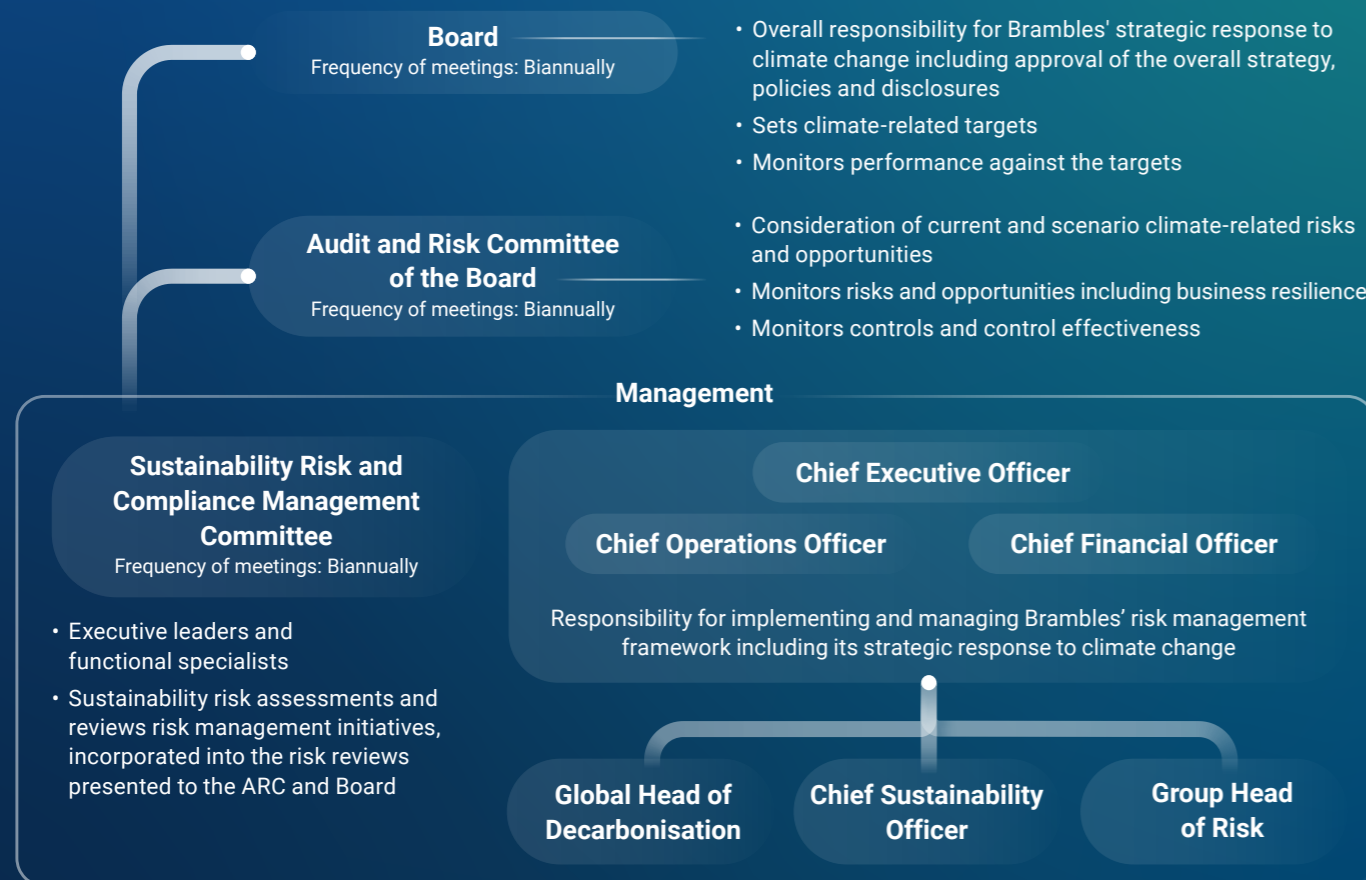 Board
Frequency of meetings: Biannually
• Overall responsibility for Brambles' strategic response to
climate change including approval of the overall strategy,
policies and disclosures
• Sets climate-related targets
• Monitors performance against the targets
Audit and Risk Committee
of the Board
Frequency of meetings: Biannually
• Consideration of current and scenario climate-related risks
and opportunities
• Monitors risks and opportunities including business resilience
• Monitors controls and control effectiveness
Management
Sustainability Risk and
Compliance Management
Committee
Frequency of meetings: Biannually
• Executive leaders and
functional specialists
• Sustainability risk assessments and
reviews risk management initiatives,
incorporated into the risk reviews
presented to the ARC and Board
Chief Executive Officer
Chief Operations Officer
Chief Financial Officer
Responsibility for implementing and managing Brambles’ risk management
framework including its strategic response to climate change
Global Head of
Decarbonisation
Chief Sustainability
Officer
Group Head
of Risk